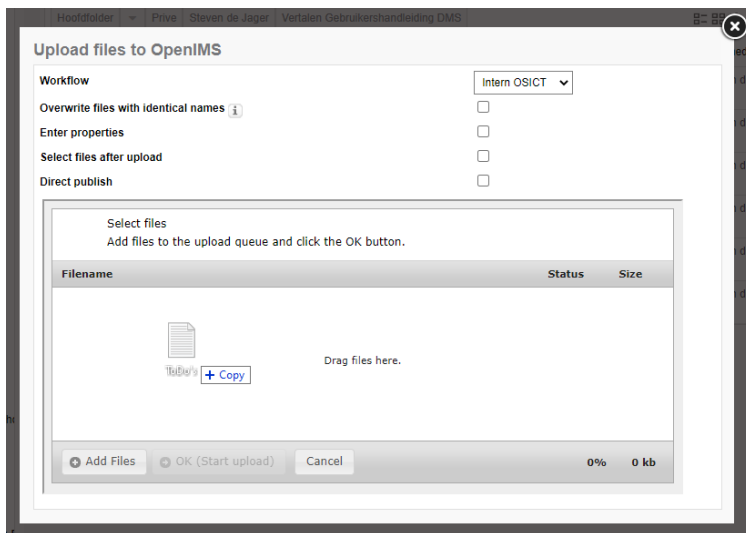 Hoofdfolder Prive Steven de Jager Vertalen Gebruikershandleiding DMS
Upload files to OpenIMS
Workflow
Intern OSICT
Overwrite files with identical names i
Enter properties
Select files after upload
Direct publish
Select files
Add files to the upload queue and click the OK button.
Filename Status Size
Drag files here.
ToDo's
+ Copy
Add Files OK (Start upload) Cancel 0% 0 kb